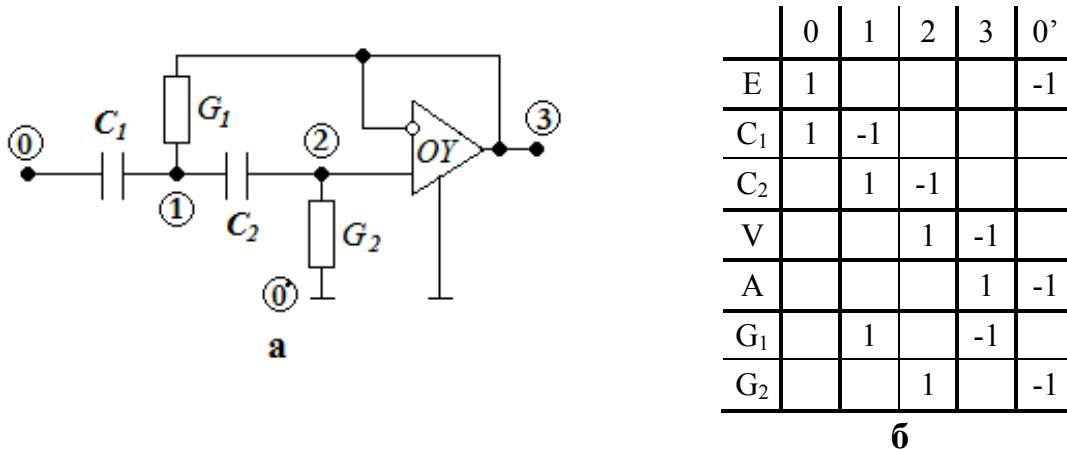 0 1 2 3 0’
E 1 -1
C₁ 1 -1
C₂ 1 -1
V 1 -1
A 1 -1
G₁ 1 -1
G₂ 1 -1
б
G₁
C₁
0
1
C₂
2
G₂
0'
ОУ
3
а